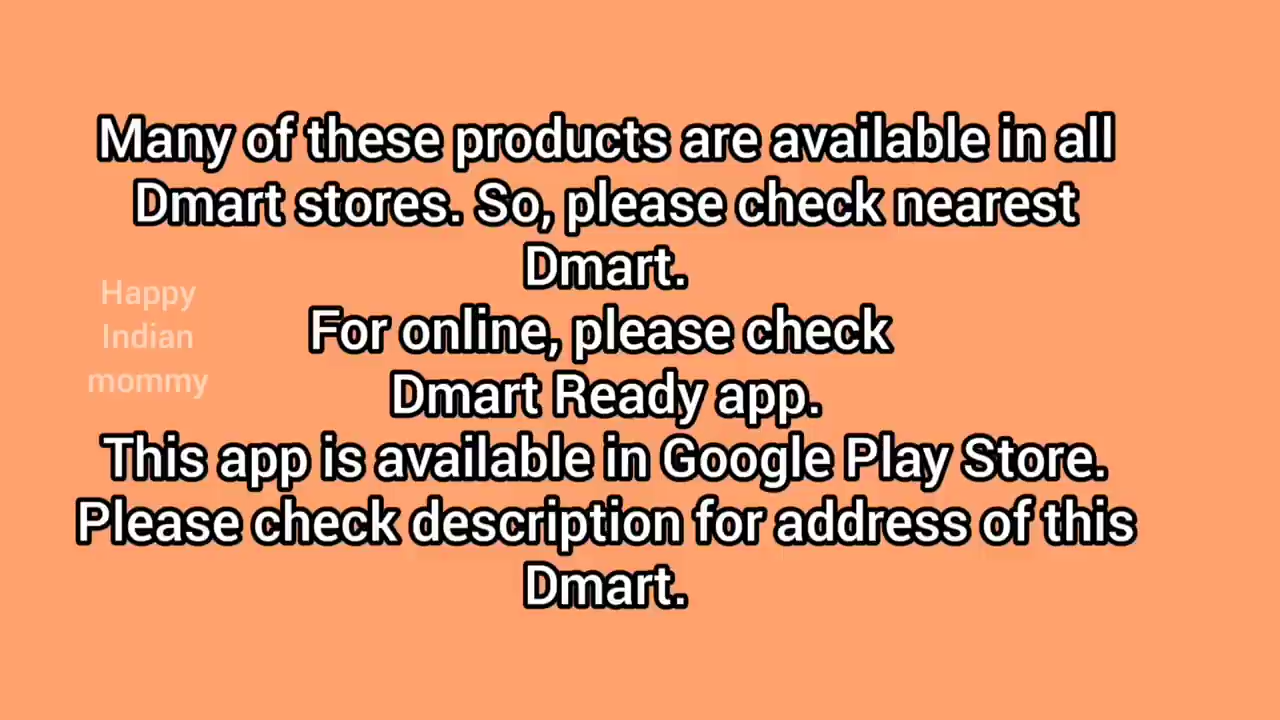 Many of these products are available in all
Dmart stores. So, please check nearest
Dmart.
For online, please check
Dmart Ready app.
This app is available in Google Play Store.
Please check description for address of this
Dmart.
Happy
Indian
mommy